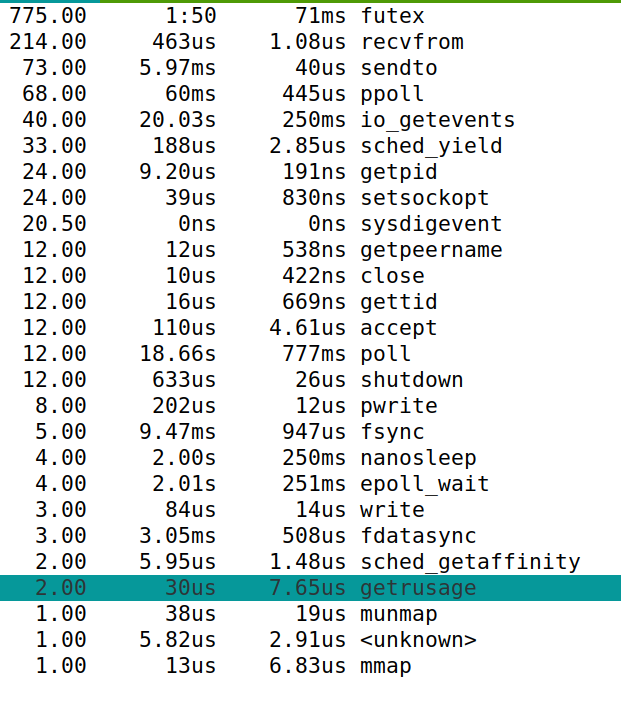 775.00 1:50 71ms futex
214.00 463us 1.08us recvfrom
73.00 5.97ms 40us sendto
68.00 60ms 445us ppoll
40.00 20.03s 250ms io_getevents
33.00 188us 2.85us sched_yield
24.00 9.20us 191ns getpid
24.00 39us 830ns setsockopt
20.50 0ns 0ns sysdigevent
12.00 12us 538ns getpeername
12.00 10us 422ns close
12.00 16us 669ns gettid
12.00 110us 4.61us accept
12.00 18.66s 777ms poll
12.00 633us 26us shutdown
8.00 202us 12us pwrite
5.00 9.47ms 947us fsync
4.00 2.00s 250ms nanosleep
4.00 2.01s 251ms epoll_wait
3.00 84us 14us write
3.00 3.05ms 508us fdatasync
2.00 5.95us 1.48us sched_getaffinity
2.00 30us 7.65us getrusage
1.00 38us 19us munmap
1.00 5.82us 2.91us <unknown>
1.00 13us 6.83us mmap